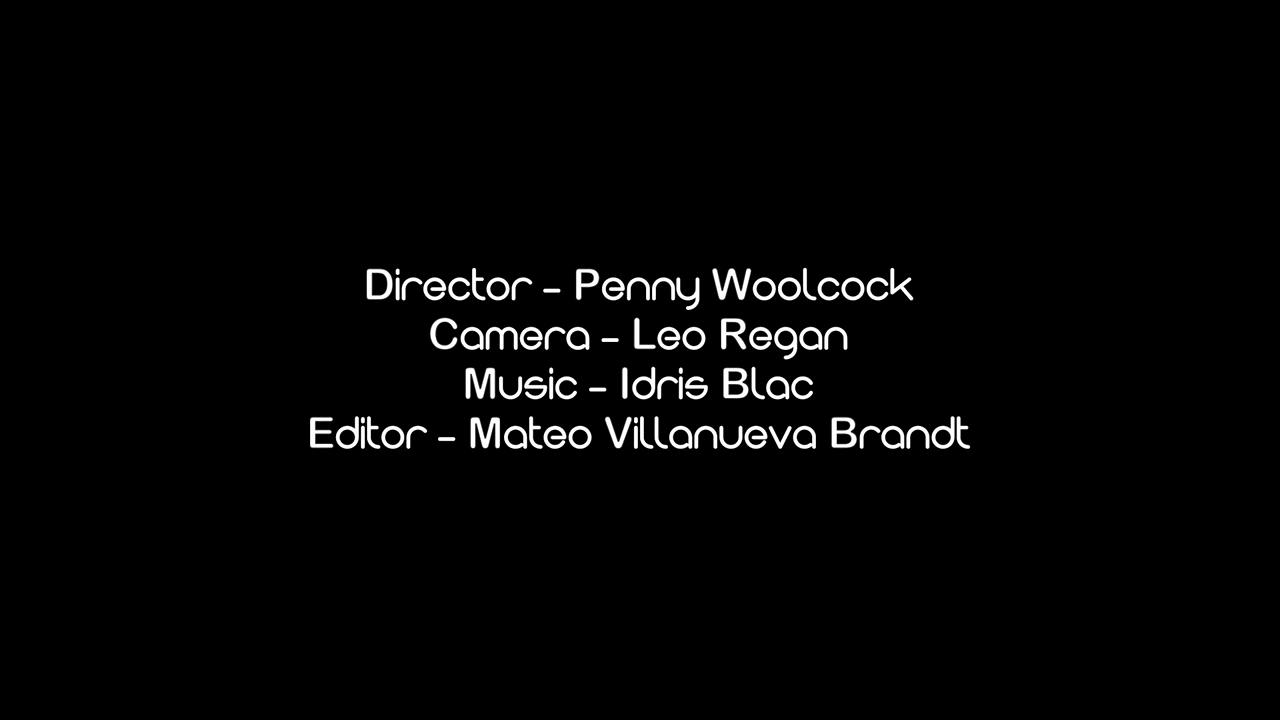 Director - Penny Woolcock
Camera - Leo Regan
Music - Idris Blac
Editor - Mateo Villanueva Brandt